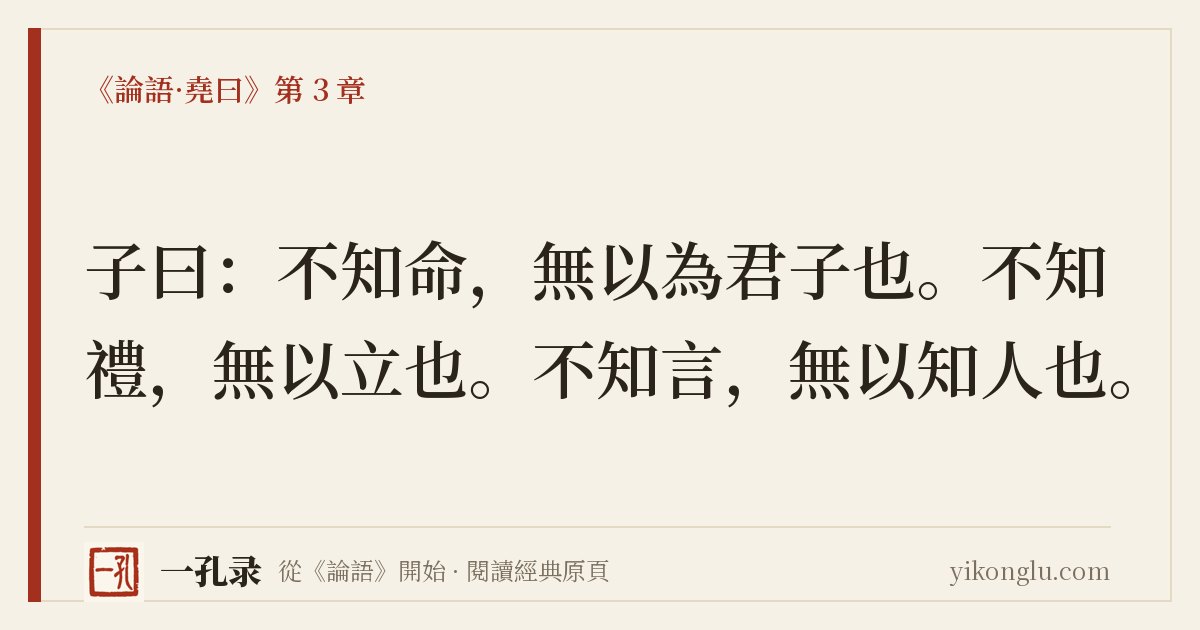 《論語·堯曰》第 3 章
子曰：不知命，無以為君子也。不知
禮，無以立也。不知言，無以知人也。
一孔
一孔录 從《論語》開始 · 閱讀經典原頁
yikonglu.com